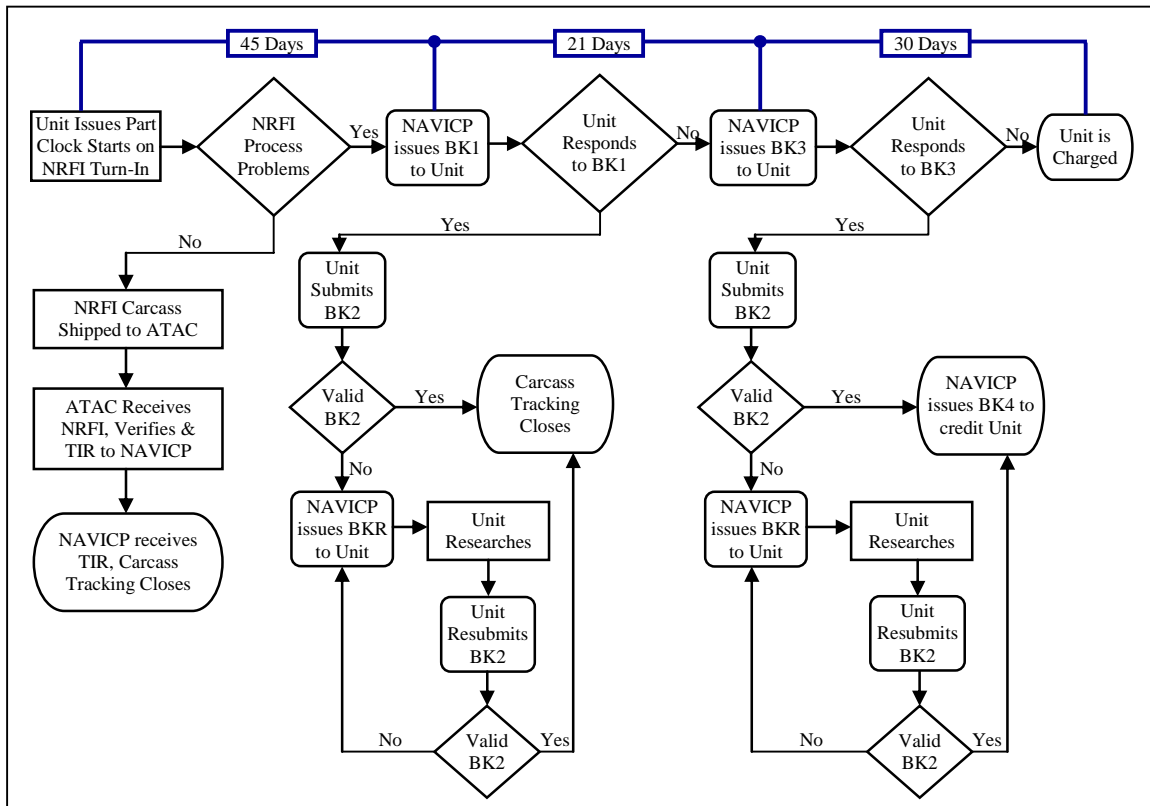 45 Days
21 Days
30 Days
Unit Issues Part
Clock Starts on
NRFI Turn-In
NRFI
Process
Problems
Yes
NAVICP
issues BK1
to Unit
Unit
Responds
to BK1
No
NAVICP
issues BK3
to Unit
Unit
Responds
to BK3
No
Unit is
Charged
No
Yes
Yes
NRFI Carcass
Shipped to ATAC
ATAC Receives
NRFI, Verifies &
TIR to NAVICP
NAVICP receives
TIR, Carcass
Tracking Closes
Unit
Submits
BK2
Valid
BK2
Yes
Carcass
Tracking
Closes
No
NAVICP
issues BKR
to Unit
Unit
Researches
Unit
Resubmits
BK2
Valid
BK2
No
Yes
Unit
Submits
BK2
Valid
BK2
Yes
NAVICP
issues BK4 to
credit Unit
No
NAVICP
issues BKR
to Unit
Unit
Researches
Unit
Resubmits
BK2
Valid
BK2
No
Yes